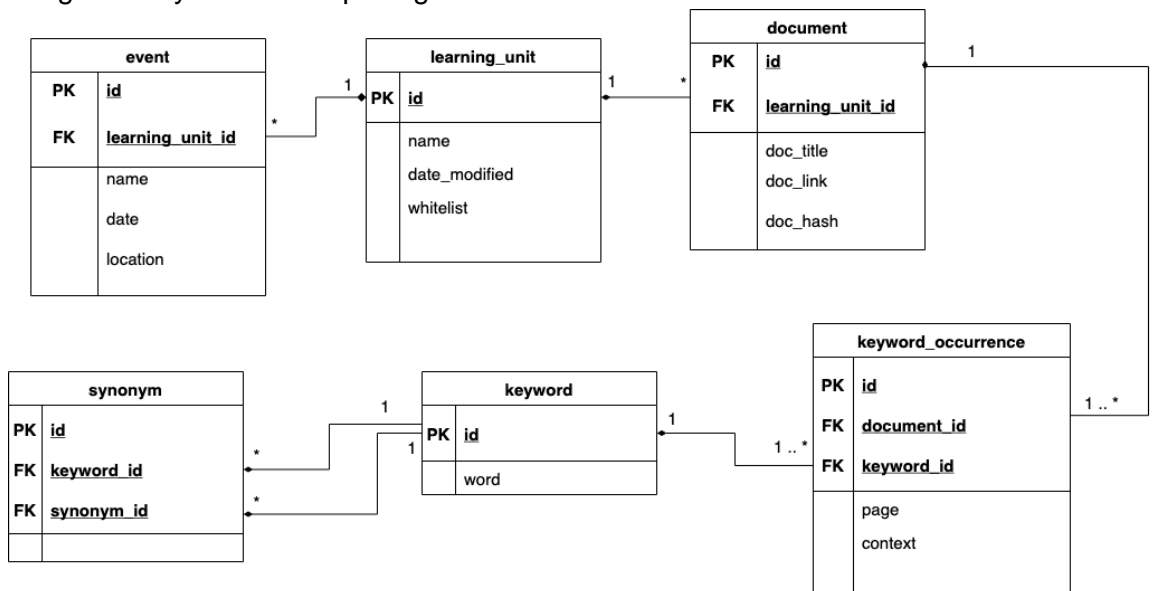 event
PK id
FK learning_unit_id
name
date
location
learning_unit
PK id
name
date_modified
whitelist
document
PK id
FK learning_unit_id
doc_title
doc_link
doc_hash
* 1
1 *
1
1 .. *
synonym
PK id
FK keyword_id
FK synonym_id
keyword
PK id
word
keyword_occurrence
PK id
FK document_id
FK keyword_id
page
context
1
*
1
*
1
1 .. *